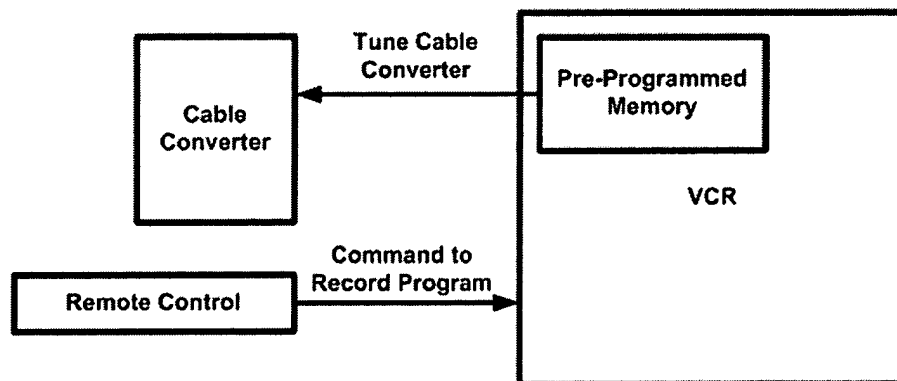 Tune Cable
Converter
Pre-Programmed
Memory
Cable
Converter
VCR
Command to
Record Program
Remote Control